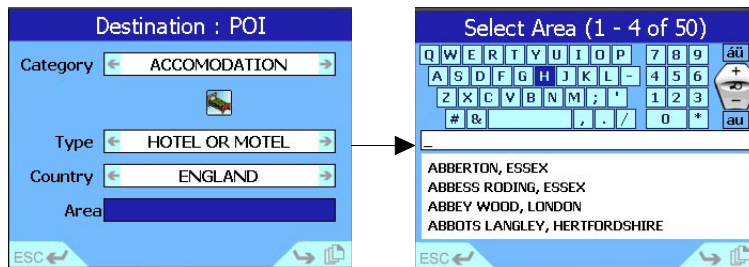 Destination : POI
Category ACCOMODATION
Type HOTEL OR MOTEL
Country ENGLAND
Area
ESC
Select Area (1 - 4 of 50)
Q W E R T Y U I O P 7 8 9 áü
A S D F G H J K L - 4 5 6 +
Z X C V B N M ; ' 1 2 3 -
# & , . / 0 * au
_
ABBERTON, ESSEX
ABBESS RODING, ESSEX
ABBEY WOOD, LONDON
ABBOTS LANGLEY, HERTFORDSHIRE
ESC